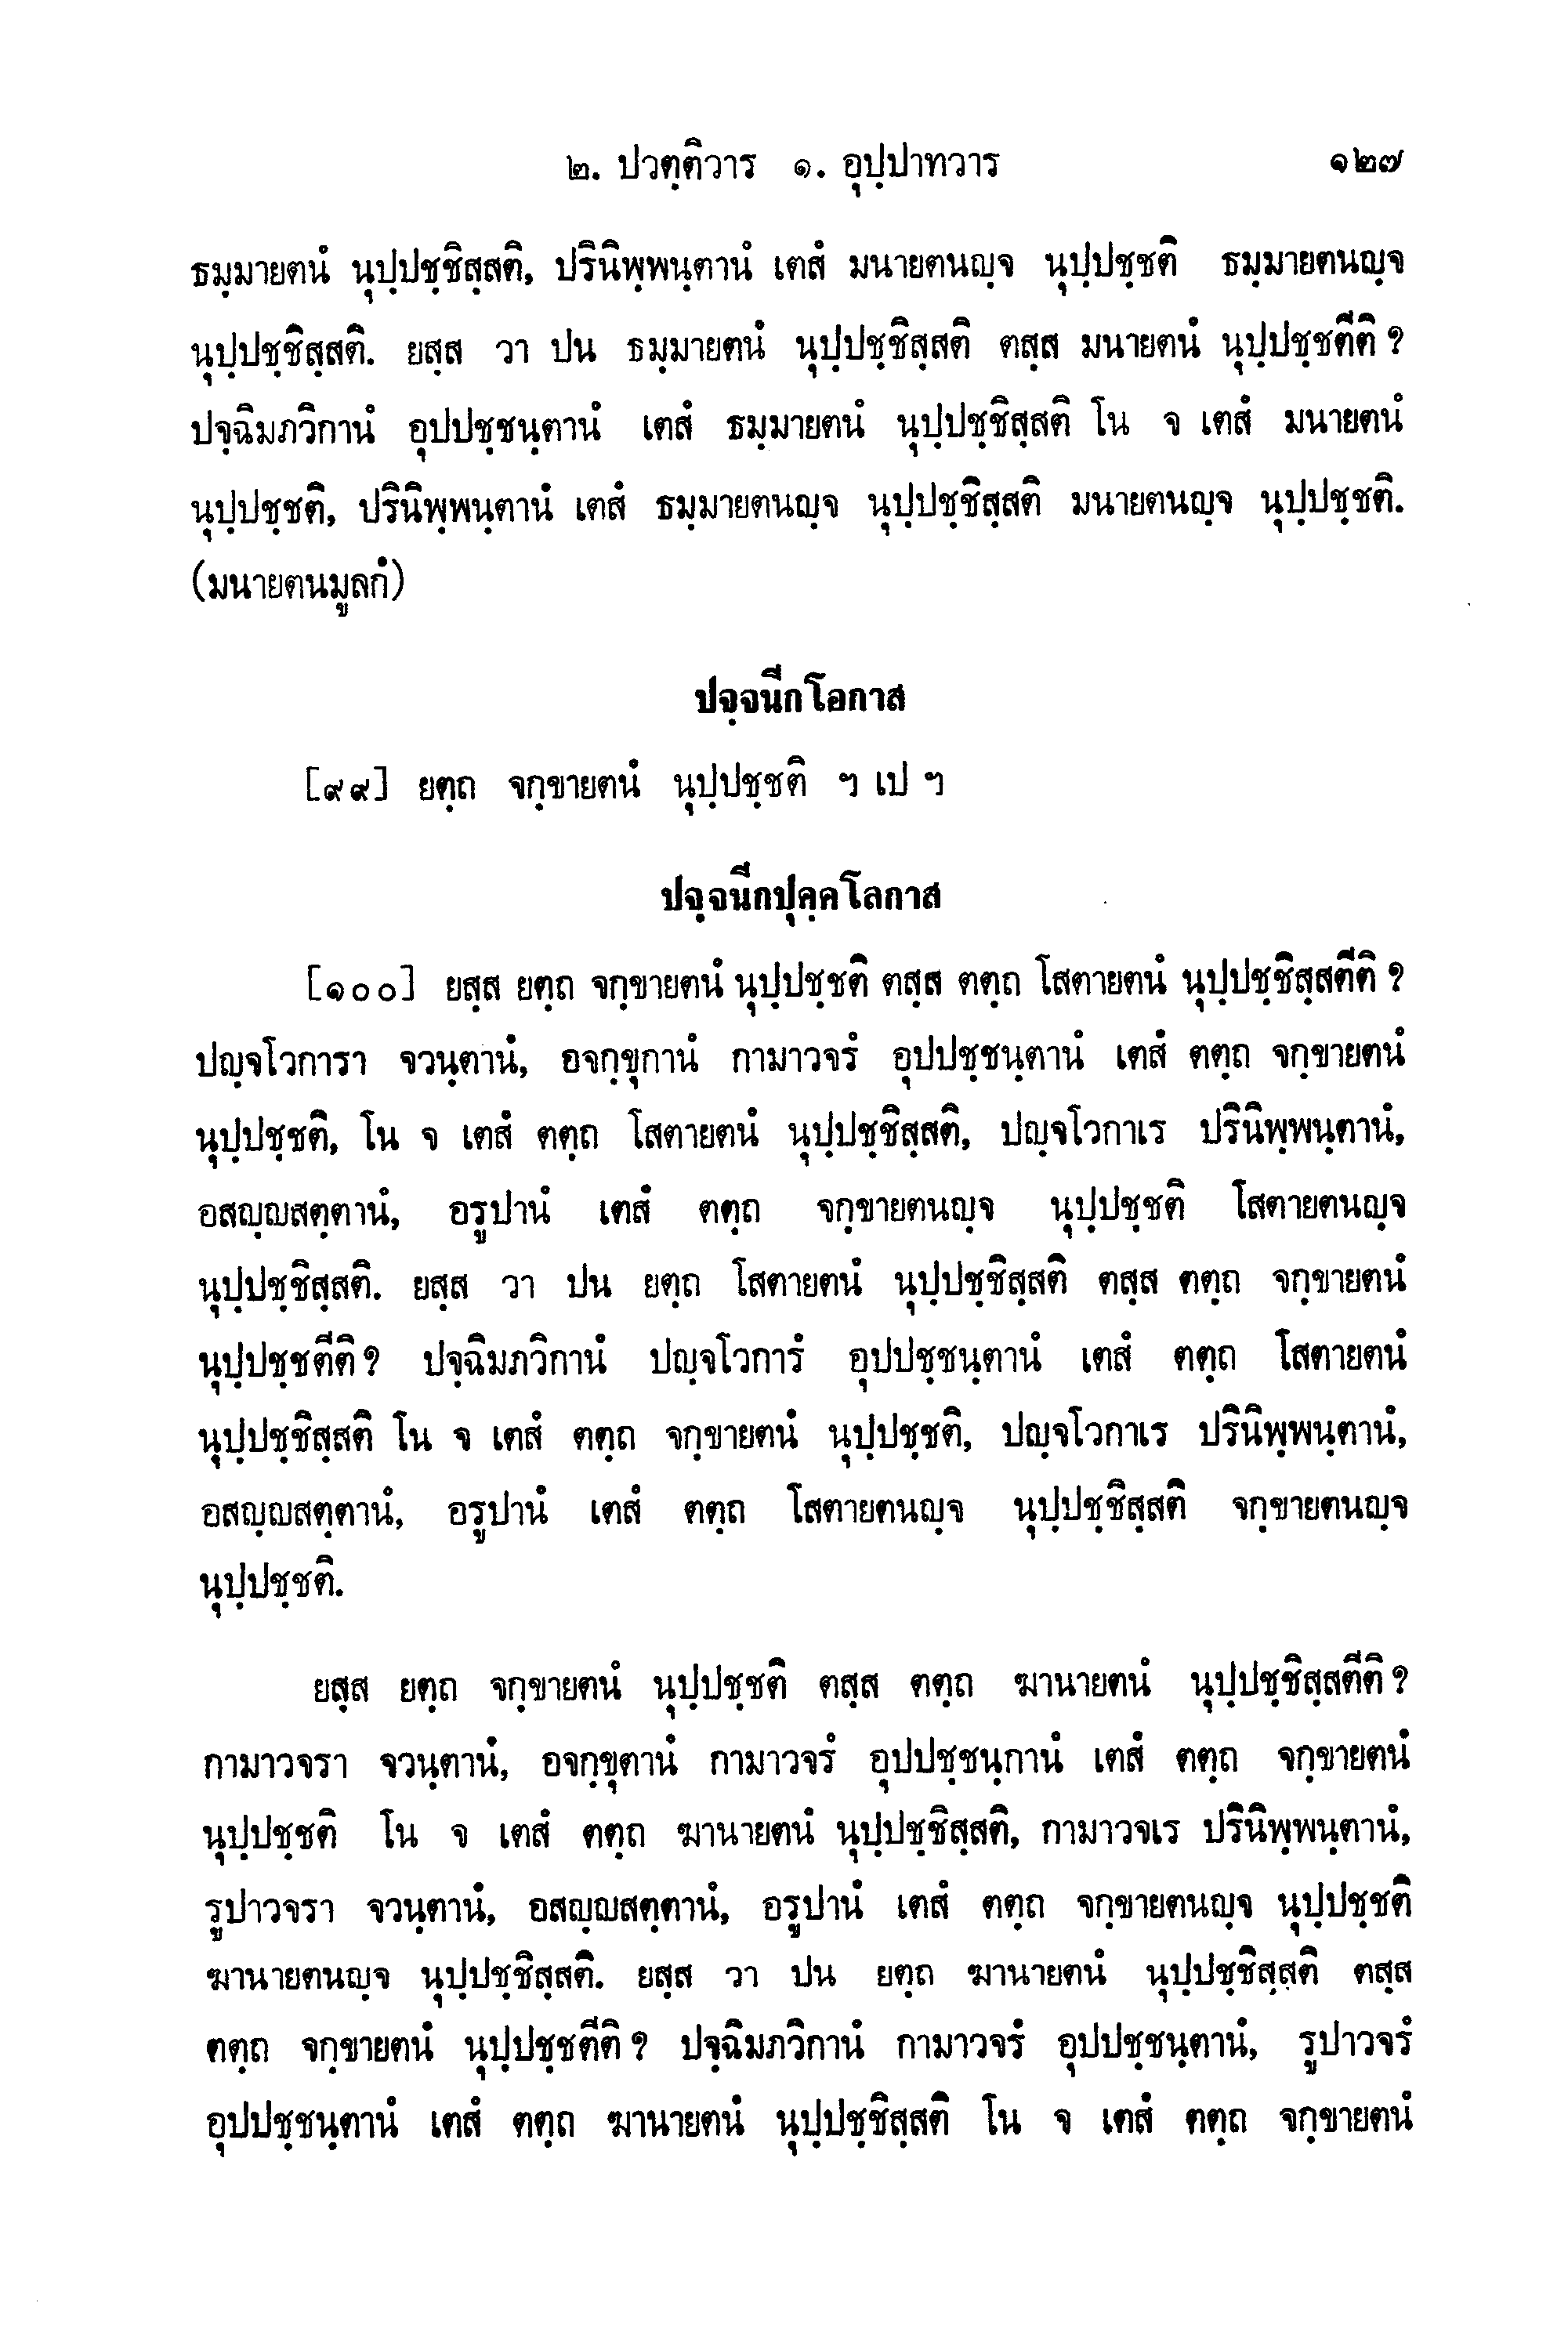 ๒. ปวตฺติวาร ๑. อุปฺปาทวาร ๑๒๗
ธมฺมายตนํ นุปฺปชฺชิสฺสติ, ปรินิพฺพนฺตานํ เตสํ มนายตนญฺจ นุปฺปชฺชติ ธมฺมายตนญฺจ
นุปฺปชฺชิสฺสติ. ยสฺส วา ปน ธมฺมายตนํ นุปฺปชฺชิสฺสติ ตสฺส มนายตนํ นุปฺปชฺชตีติ ?
ปจฺฉิมภวิกานํ อุปปชฺชนฺตานํ เตสํ ธมฺมายตนํ นุปฺปชฺชิสฺสติ โน จ เตสํ มนายตนํ
นุปฺปชฺชติ, ปรินิพฺพนฺตานํ เตสํ ธมฺมายตนญฺจ นุปฺปชฺชิสฺสติ มนายตนญฺจ นุปฺปชฺชติ.
(มนายตนมูลกํ)
ปจฺจนีกโอกาส
[๙๙] ยตฺถ จกฺขายตนํ นุปฺปชฺชติ ฯ เป ฯ
ปจฺจนีกปุคฺคโลกาส
[๑๐๐] ยสฺส ยตฺถ จกฺขายตนํ นุปฺปชฺชติ ตสฺส ตตฺถ โสตายตนํ นุปฺปชฺชิสฺสตีติ ?
ปญฺจโวการา จวนฺตานํ, อจกฺขุกานํ กามาวจรํ อุปปชฺชนฺตานํ เตสํ ตตฺถ จกฺขายตนํ
นุปฺปชฺชติ, โน จ เตสํ ตตฺถ โสตายตนํ นุปฺปชฺชิสฺสติ, ปญฺจโวกาเร ปรินิพฺพนฺตานํ,
อสญฺญสตฺตานํ, อรูปานํ เตสํ ตตฺถ จกฺขายตนญฺจ นุปฺปชฺชติ โสตายตนญฺจ
นุปฺปชฺชิสฺสติ. ยสฺส วา ปน ยตฺถ โสตายตนํ นุปฺปชฺชิสฺสติ ตสฺส ตตฺถ จกฺขายตนํ
นุปฺปชฺชตีติ ? ปจฺฉิมภวิกานํ ปญฺจโวการํ อุปปชฺชนฺตานํ เตสํ ตตฺถ โสตายตนํ
นุปฺปชฺชิสฺสติ โน จ เตสํ ตตฺถ จกฺขายตนํ นุปฺปชฺชติ, ปญฺจโวกาเร ปรินิพฺพนฺตานํ,
อสญฺญสตฺตานํ, อรูปานํ เตสํ ตตฺถ โสตายตนญฺจ นุปฺปชฺชิสฺสติ จกฺขายตนญฺจ
นุปฺปชฺชติ.
ยสฺส ยตฺถ จกฺขายตนํ นุปฺปชฺชติ ตสฺส ตตฺถ ฆานายตนํ นุปฺปชฺชิสฺสตีติ ?
กามาวจรา จวนฺตานํ, อจกฺขุตานํ กามาวจรํ อุปปชฺชนฺกานํ เตสํ ตตฺถ จกฺขายตนํ
นุปฺปชฺชติ โน จ เตสํ ตตฺถ ฆานายตนํ นุปฺปชฺชิสฺสติ, กามาวจเร ปรินิพฺพนฺตานํ,
รูปาวจรา จวนฺตานํ, อสญฺญสตฺตานํ, อรูปานํ เตสํ ตตฺถ จกฺขายตนญฺจ นุปฺปชฺชติ
ฆานายตนญฺจ นุปฺปชฺชิสฺสติ. ยสฺส วา ปน ยตฺถ ฆานายตนํ นุปฺปชฺชิสฺสติ ตสฺส
ตตฺถ จกฺขายตนํ นุปฺปชฺชตีติ ? ปจฺฉิมภวิกานํ กามาวจรํ อุปปชฺชนฺตานํ, รูปาวจรํ
อุปปชฺชนฺตานํ เตสํ ตตฺถ ฆานายตนํ นุปฺปชฺชิสฺสติ โน จ เตสํ ตตฺถ จกฺขายตนํ